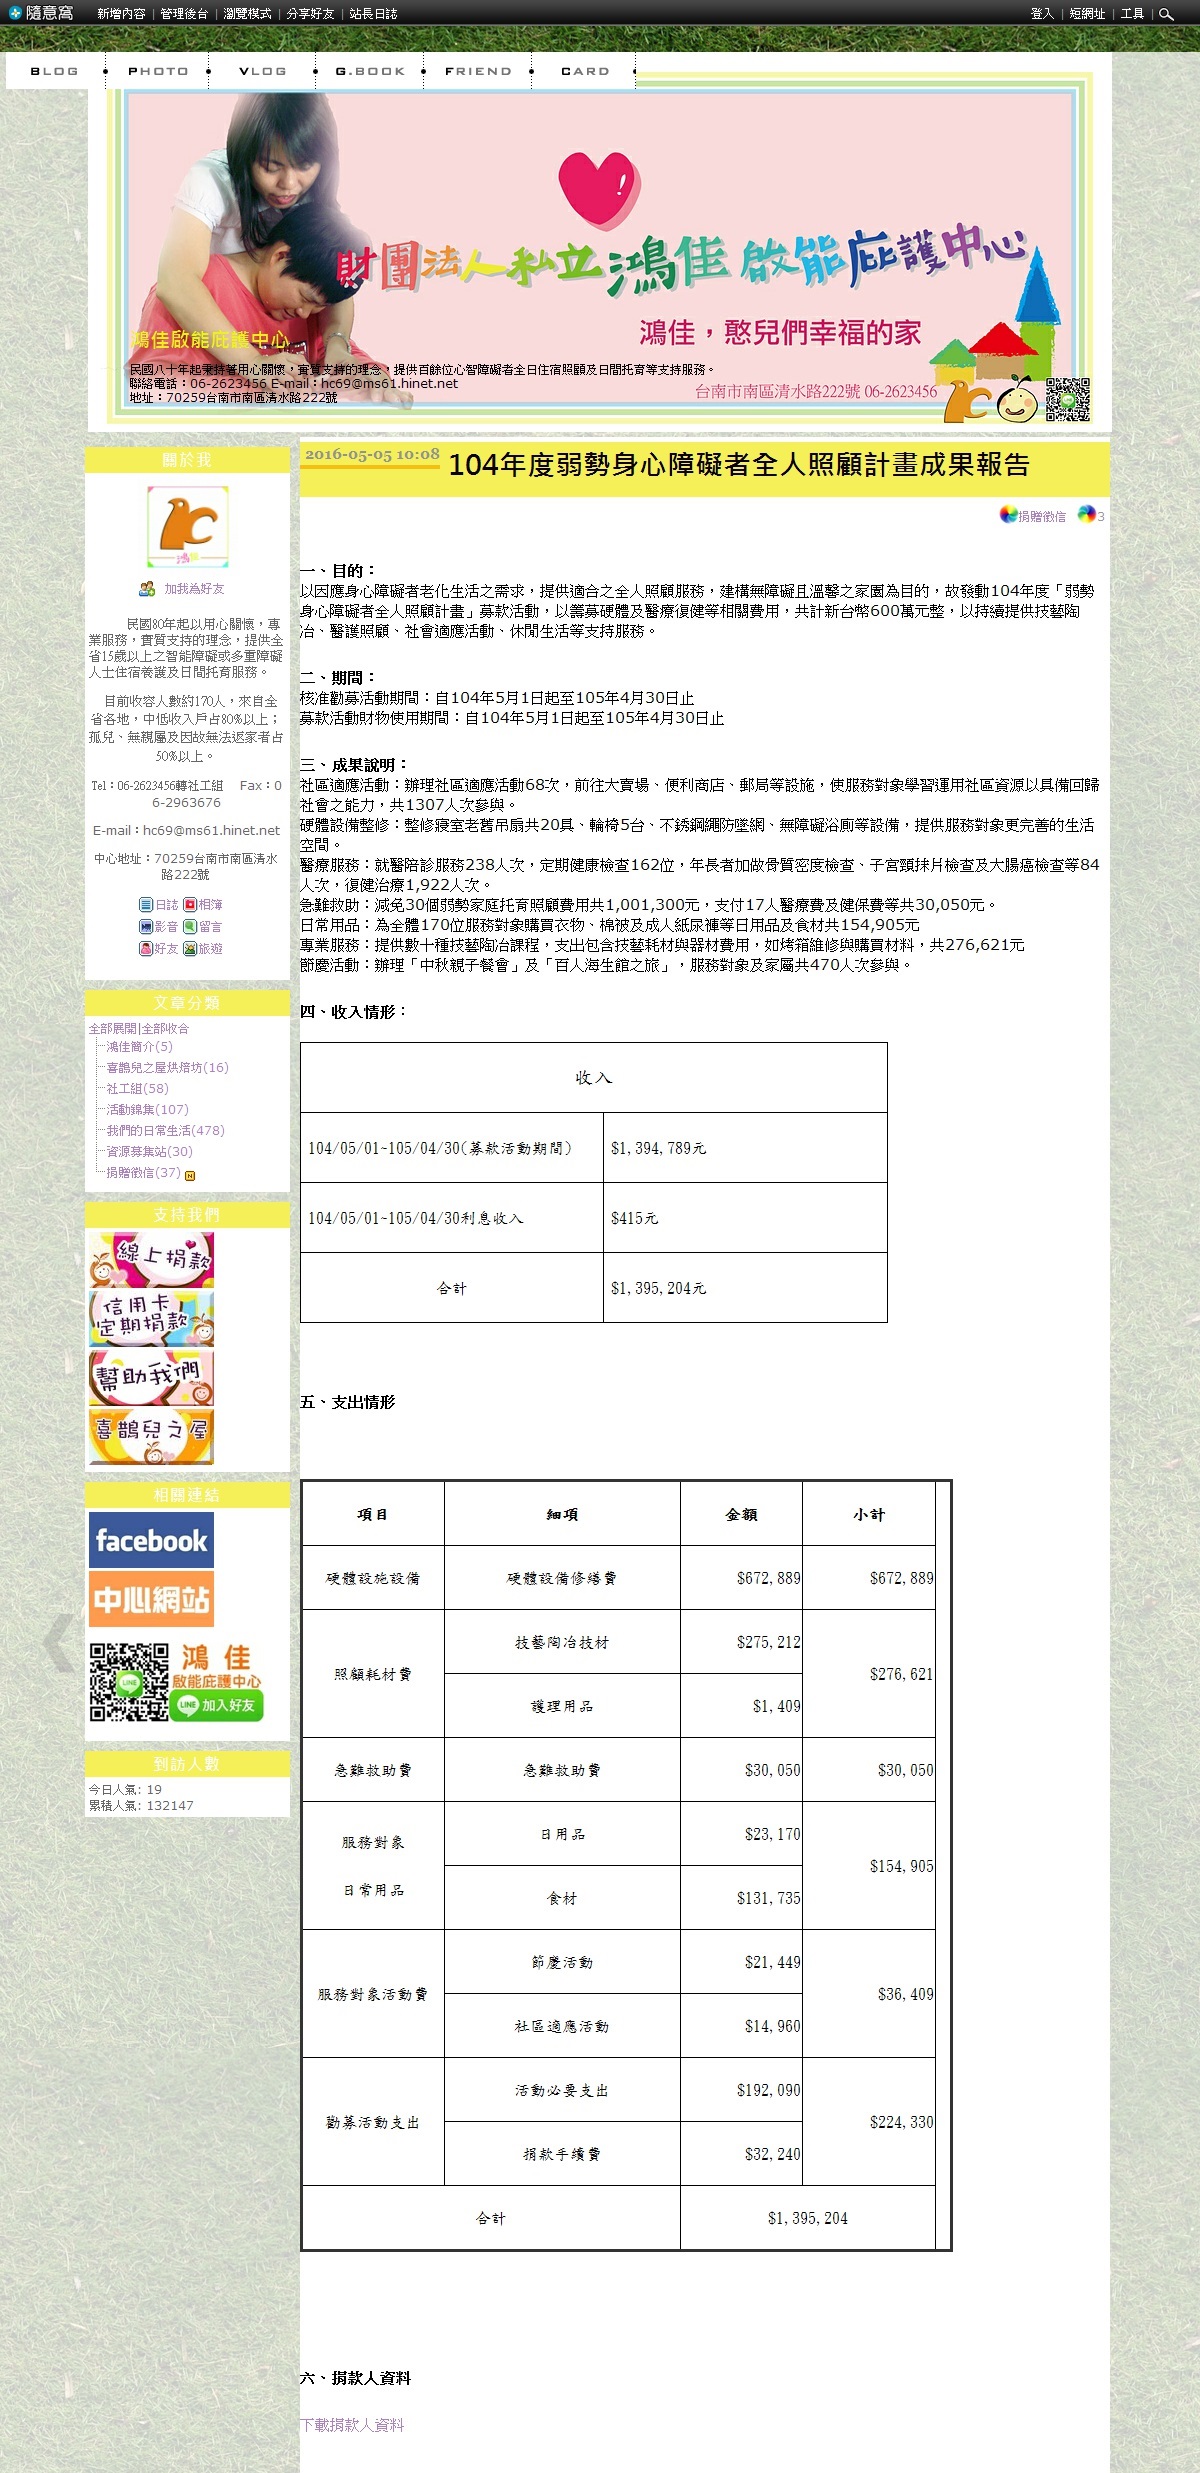 隨意窩 新增內容 | 管理後台 | 瀏覽模式 | 分享好友 | 站長日誌 登入 | 短網址 | 工具 |
BLOG PHOTO VLOG G.BOOK FRIEND CARD
財團法人私立鴻佳啟能庇護中心
鴻佳，憨兒們幸福的家
鴻佳啟能庇護中心
民國八十年起秉持著用心關懷，實質支持的理念，提供百餘位心智障礙者全日住宿照顧及日間托育等支持服務。
聯絡電話：06-2623456 E-mail：hc69@ms61.hinet.net
地址：70259台南市南區清水路222號
台南市南區清水路222號 06-2623456
關於我
鴻佳
加我為好友
民國80年起以用心關懷，專
業服務，實質支持的理念，提供全
省15歲以上之智能障礙或多重障礙
人士住宿養護及日間托育服務。
目前收容人數約170人，來自全
省各地，中低收入戶占80%以上；
孤兒、無親屬及因故無法返家者占
50%以上。
Tel：06-2623456轉社工組 Fax：0
6-2963676
E-mail：hc69@ms61.hinet.net
中心地址：70259台南市南區清水
路222號
日誌 相簿
影音 留言
好友 旅遊
文章分類
全部展開|全部收合
鴻佳簡介(5)
喜鵲兒之屋烘焙坊(16)
社工組(58)
活動錦集(107)
我們的日常生活(478)
資源募集站(30)
捐贈徵信(37) N
支持我們
線上捐款
信用卡
定期捐款
幫助我們
喜鵲兒之屋
相關連結
facebook
中心網站
鴻佳
啟能庇護中心
LINE
LINE 加入好友
到訪人數
今日人氣: 19
累積人氣: 132147
2016-05-05 10:08 104年度弱勢身心障礙者全人照顧計畫成果報告
捐贈徵信 3
一、目的：
以因應身心障礙者老化生活之需求，提供適合之全人照顧服務，建構無障礙且溫馨之家園為目的，故發動104年度「弱勢
身心障礙者全人照顧計畫」募款活動，以籌募硬體及醫療復健等相關費用，共計新台幣600萬元整，以持續提供技藝陶
冶、醫護照顧、社會適應活動、休閒生活等支持服務。
二、期間：
核准勸募活動期間：自104年5月1日起至105年4月30日止
募款活動財物使用期間：自104年5月1日起至105年4月30日止
三、成果說明：
社區適應活動：辦理社區適應活動68次，前往大賣場、便利商店、郵局等設施，使服務對象學習運用社區資源以具備回歸
社會之能力，共1307人次參與。
硬體設備整修：整修寢室老舊吊扇共20具、輪椅5台、不銹鋼繩防墜網、無障礙浴廁等設備，提供服務對象更完善的生活
空間。
醫療服務：就醫陪診服務238人次，定期健康檢查162位，年長者加做骨質密度檢查、子宮頸抹片檢查及大腸癌檢查等84
人次，復健治療1,922人次。
急難救助：減免30個弱勢家庭托育照顧費用共1,001,300元，支付17人醫療費及健保費等共30,050元。
日常用品：為全體170位服務對象購買衣物、棉被及成人紙尿褲等日用品及食材共154,905元
專業服務：提供數十種技藝陶冶課程，支出包含技藝耗材與器材費用，如烤箱維修與購買材料，共276,621元
節慶活動：辦理「中秋親子餐會」及「百人海生館之旅」，服務對象及家屬共470人次參與。
四、收入情形：
收入
104/05/01~105/04/30(募款活動期間) $1,394,789元
104/05/01~105/04/30利息收入 $415元
合計 $1,395,204元
五、支出情形
項目 細項 金額 小計
硬體設施設備 硬體設備修繕費 $672,889 $672,889
照顧耗材費 技藝陶冶技材 $275,212 $276,621
護理用品 $1,409
急難救助費 急難救助費 $30,050 $30,050
服務對象
日常用品 日用品 $23,170 $154,905
食材 $131,735
服務對象活動費 節慶活動 $21,449 $36,409
社區適應活動 $14,960
勸募活動支出 活動必要支出 $192,090 $224,330
捐款手續費 $32,240
合計 $1,395,204
六、捐款人資料
下載捐款人資料